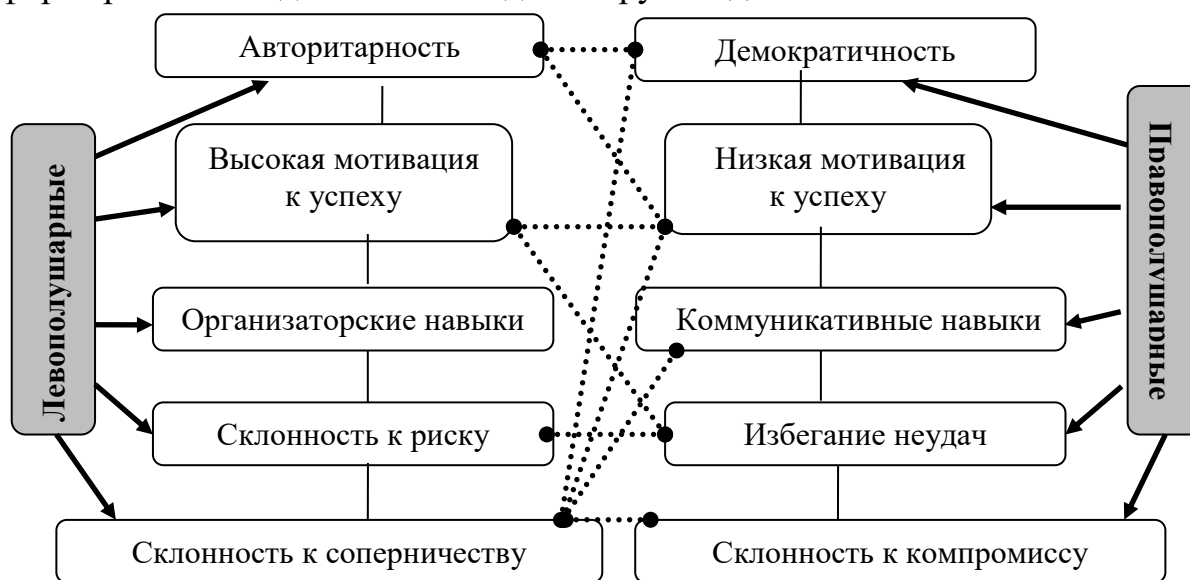 Авторитарность
Демократичность
Левополушарные
Высокая мотивация
к успеху
Низкая мотивация
к успеху
Правополушарные
Организаторские навыки
Коммуникативные навыки
Склонность к риску
Избегание неудач
Склонность к соперничеству
Склонность к компромиссу